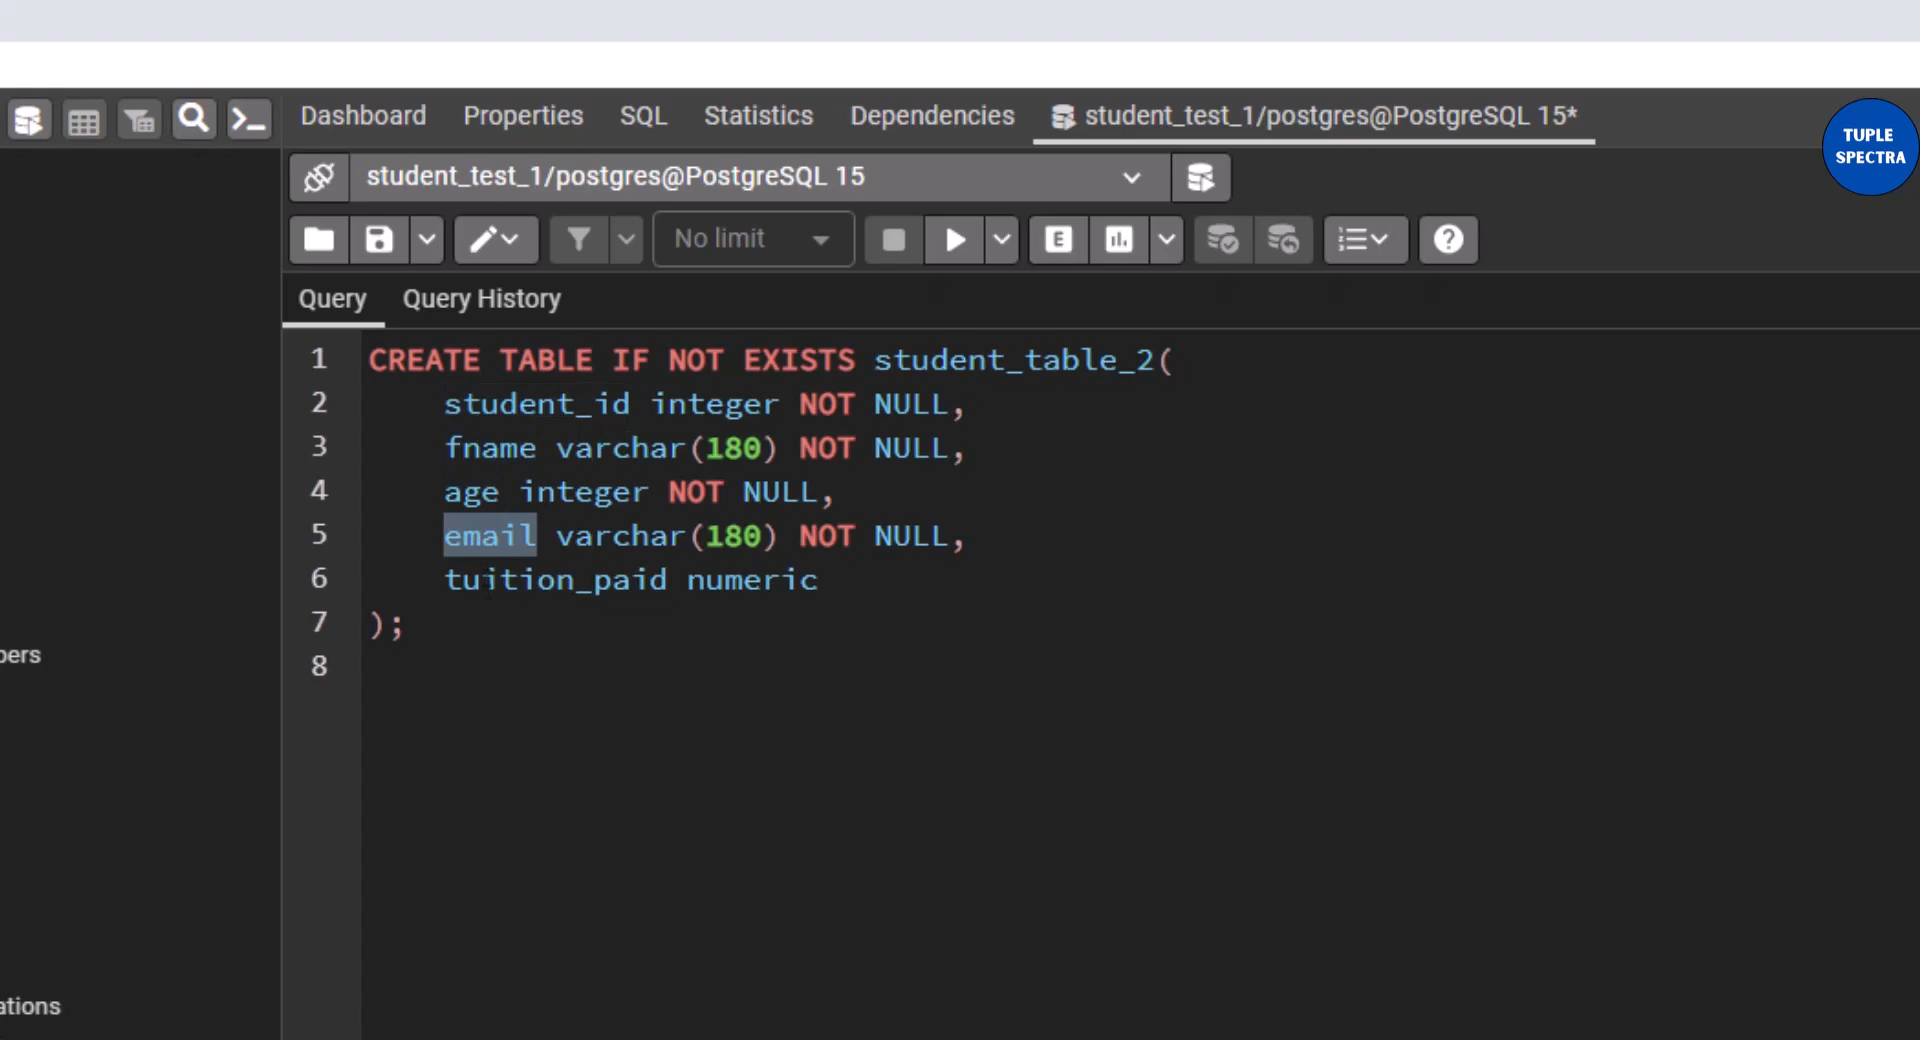 Dashboard Properties SQL Statistics Dependencies student_test_1/postgres@PostgreSQL 15*
TUPLE
SPECTRA
student_test_1/postgres@PostgreSQL 15
No limit E
Query Query History
1 CREATE TABLE IF NOT EXISTS student_table_2(
2 student_id integer NOT NULL,
3 fname varchar(180) NOT NULL,
4 age integer NOT NULL,
5 email varchar(180) NOT NULL,
6 tuition_paid numeric
7 );
8
pers
ations